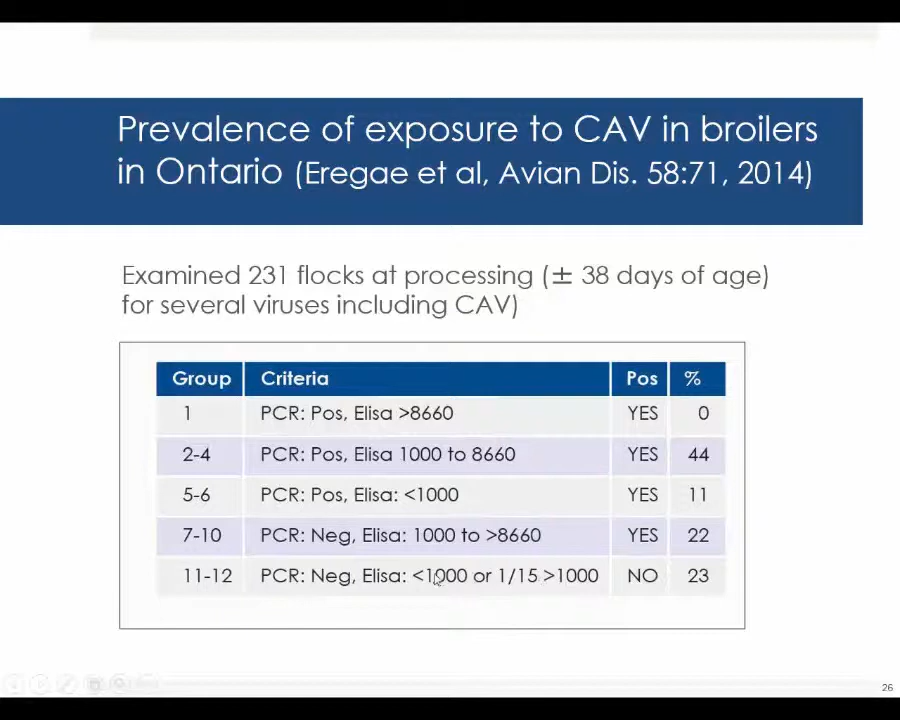 Prevalence of exposure to CAV in broilers
in Ontario (Eregae et al, Avian Dis. 58:71, 2014)
Examined 231 flocks at processing (± 38 days of age)
for several viruses including CAV)
Group Criteria Pos %
1 PCR: Pos, Elisa >8660 YES 0
2-4 PCR: Pos, Elisa 1000 to 8660 YES 44
5-6 PCR: Pos, Elisa: <1000 YES 11
7-10 PCR: Neg, Elisa: 1000 to >8660 YES 22
11-12 PCR: Neg, Elisa: <1000 or 1/15 >1000 NO 23
26